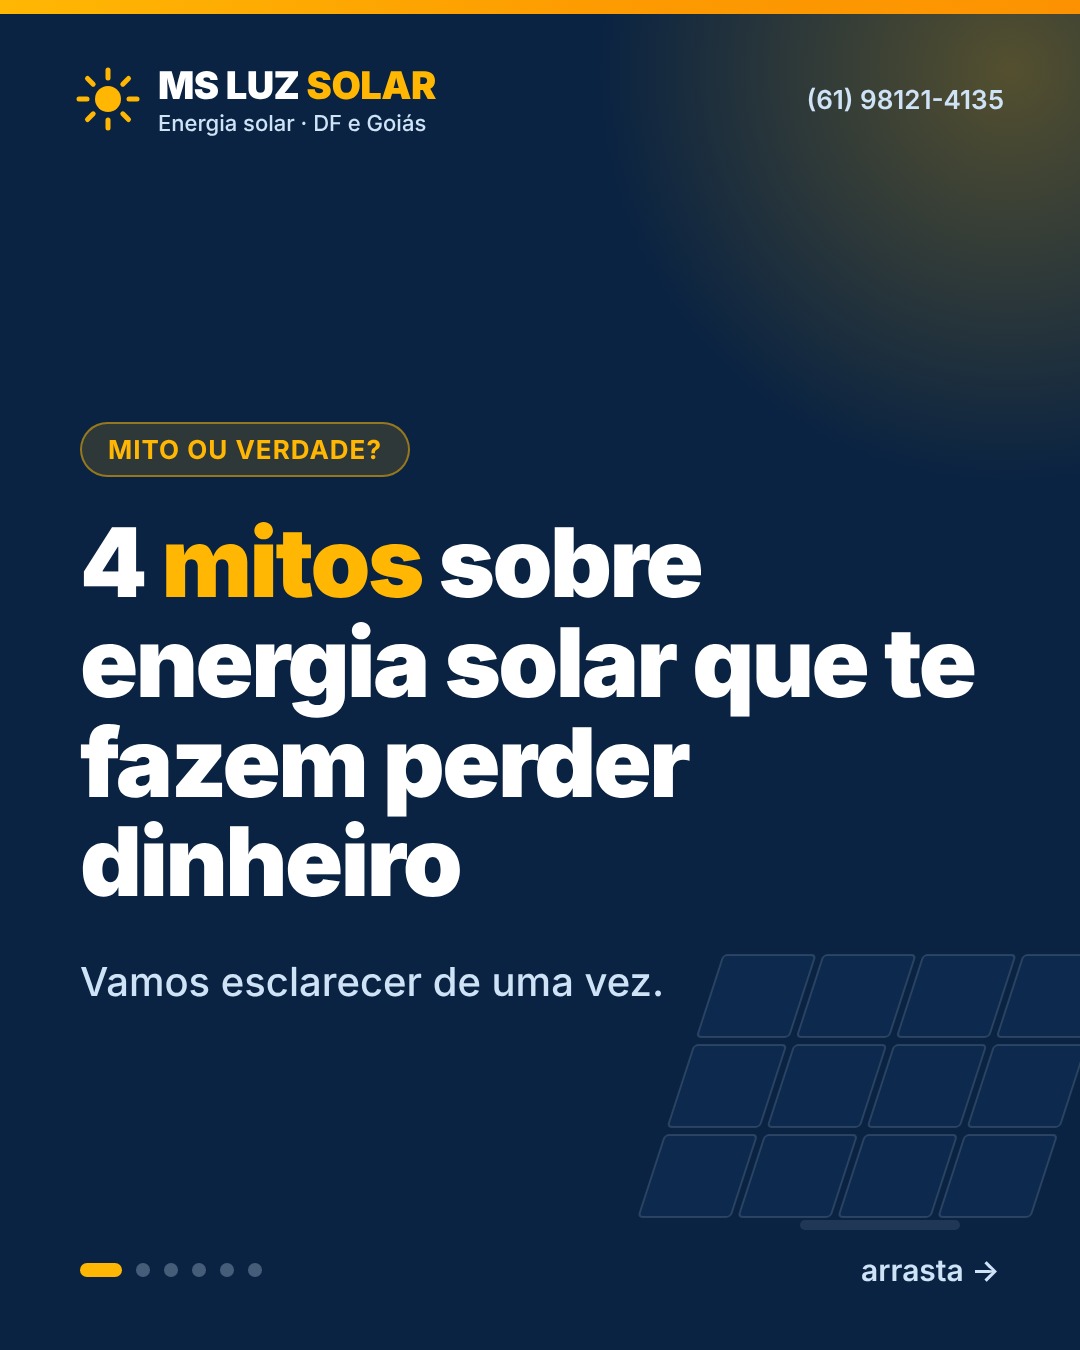 MS LUZ SOLAR
Energia solar · DF e Goiás
(61) 98121-4135
MITO OU VERDADE?
4 mitos sobre
energia solar que te
fazem perder
dinheiro
Vamos esclarecer de uma vez.
arrasta →